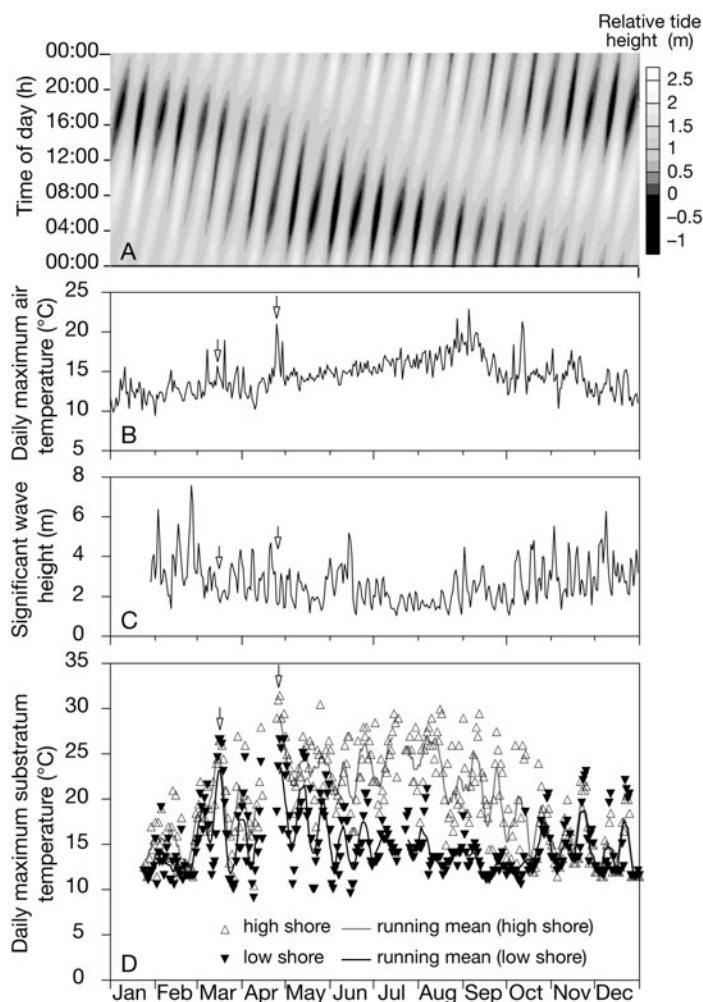 Relative tide
height (m)
Time of day (h)
00:00
20:00
16:00
12:00
08:00
04:00
00:00
2.5
2
1.5
1
0.5
0
–0.5
–1
A
Daily maximum air
temperature (°C)
25
20
15
10
5
B
Significant wave
height (m)
8
6
4
2
0
C
Daily maximum substratum
temperature (°C)
35
30
25
20
15
10
5
0
high shore
running mean (high shore)
low shore
running mean (low shore)
D
Jan Feb Mar Apr May Jun Jul Aug Sep Oct Nov Dec